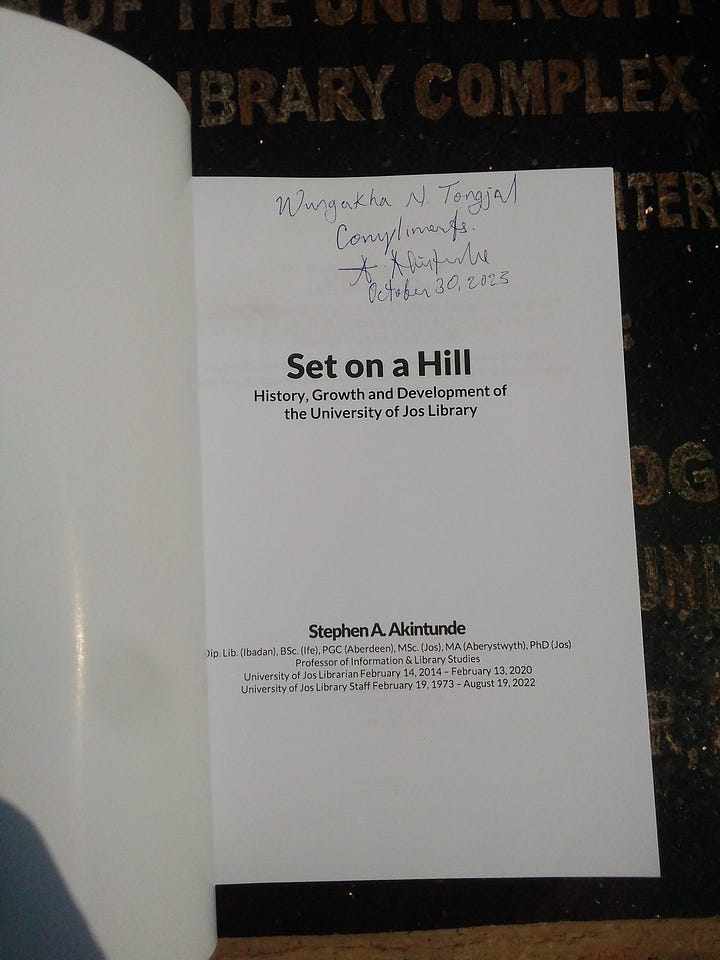 OF THE UNIVERSITY
LIBRARY COMPLEX
Wungakha N. Tongjal
Compliments.
October 30, 2023
Set on a Hill
History, Growth and Development of
the University of Jos Library
Stephen A. Akintunde
Dip. Lib. (Ibadan), BSc. (Ife), PGC (Aberdeen), MSc. (Jos), MA (Aberystwyth), PhD (Jos)
Professor of Information & Library Studies
University of Jos Librarian February 14, 2014 – February 13, 2020
University of Jos Library Staff February 19, 1973 – August 19, 2022